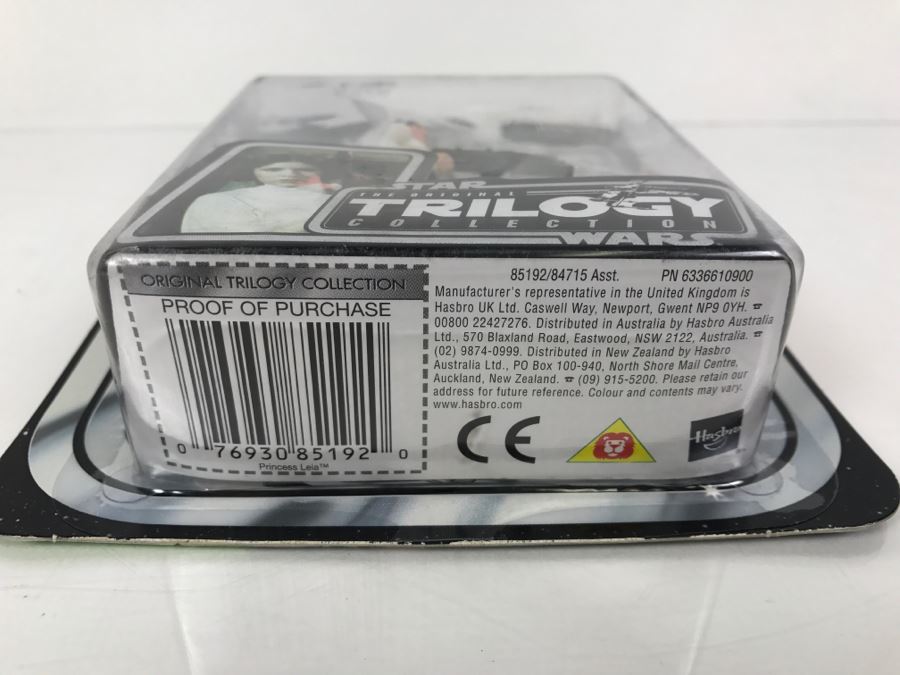 STAR
THE ORIGINAL
TRILOGY
COLLECTION
WARS
ORIGINAL TRILOGY COLLECTION
PROOF OF PURCHASE
0 76930 85192 0
Princess Leia™
85192/84715 Asst. PN 6336610900
Manufacturer's representative in the United Kingdom is
Hasbro UK Ltd. Caswell Way, Newport, Gwent NP9 0YH. ☎
00800 22427276. Distributed in Australia by Hasbro Australia
Ltd., 570 Blaxland Road, Eastwood, NSW 2122, Australia. ☎
(02) 9874-0999. Distributed in New Zealand by Hasbro
Australia Ltd., PO Box 100-940, North Shore Mail Centre,
Auckland, New Zealand. ☎ (09) 915-5200. Please retain our
address for future reference. Colour and contents may vary.
www.hasbro.com
CE
Hasbro